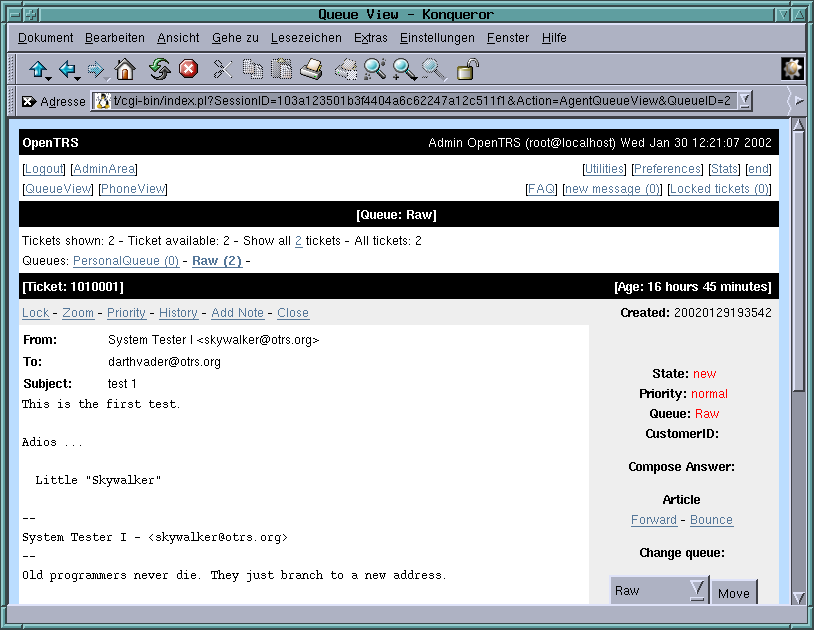 Queue View - Konqueror
Dokument Bearbeiten Ansicht Gehe zu Lesezeichen Extras Einstellungen Fenster Hilfe
Adresse t/cgi-bin/index.pl?SessionID=103a123501b3f4404a6c62247a12c511f1&Action=AgentQueueView&QueueID=2
OpenTRS Admin OpenTRS (root@localhost) Wed Jan 30 12:21:07 2002
[Logout] [AdminArea] [Utilities] [Preferences] [Stats] [end]
[QueueView] [PhoneView] [FAQ] [new message (0)] [Locked tickets (0)]
[Queue: Raw]
Tickets shown: 2 - Ticket available: 2 - Show all 2 tickets - All tickets: 2
Queues: PersonalQueue (0) - Raw (2) -
[Ticket: 1010001] [Age: 16 hours 45 minutes]
Lock - Zoom - Priority - History - Add Note - Close Created: 20020129193542
From: System Tester I <skywalker@otrs.org>
To: darthvader@otrs.org
Subject: test 1
This is the first test.
Adios ...
Little "Skywalker"
--
System Tester I - <skywalker@otrs.org>
--
Old programmers never die. They just branch to a new address.
State: new
Priority: normal
Queue: Raw
CustomerID:
Compose Answer:
Article
Forward - Bounce
Change queue:
Raw Move